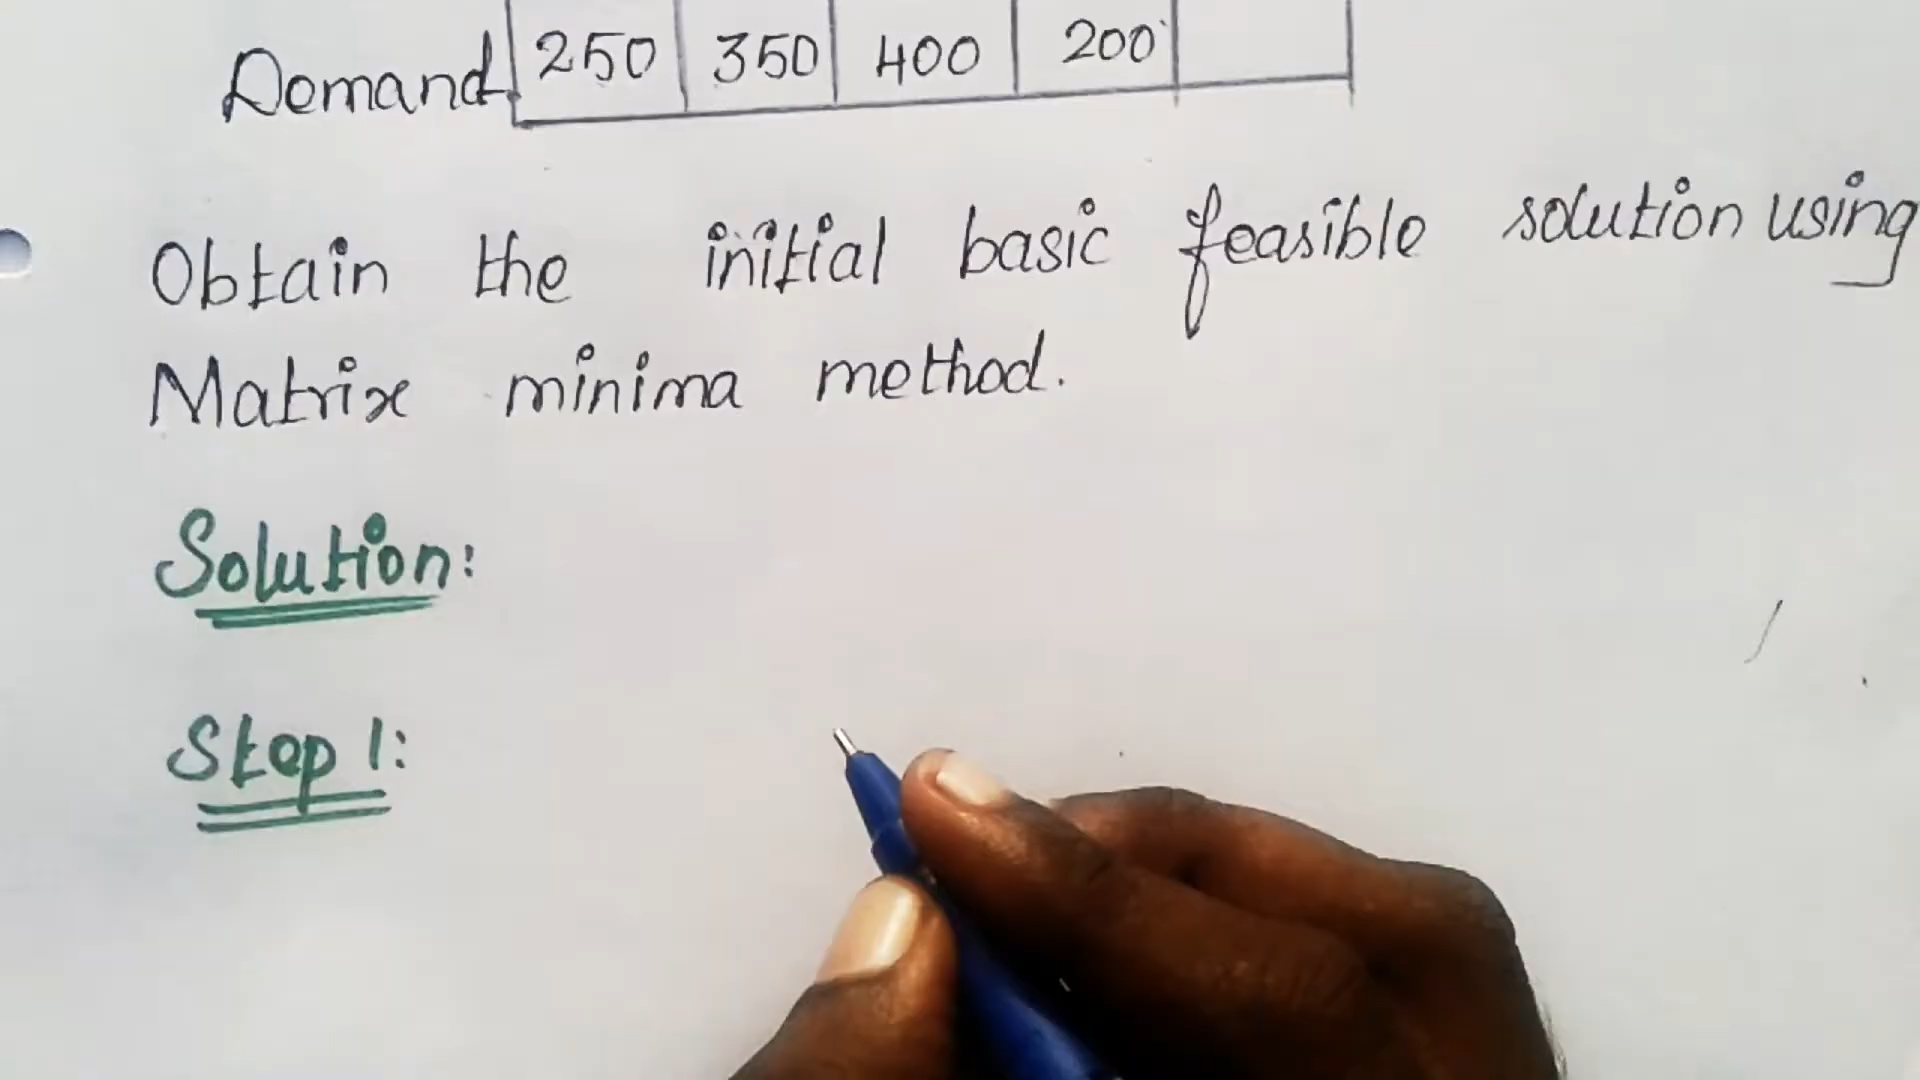 Demand 250 350 400 200
Obtain the initial basic feasible solution using
Matrix minima method.
Solution:
Step 1: